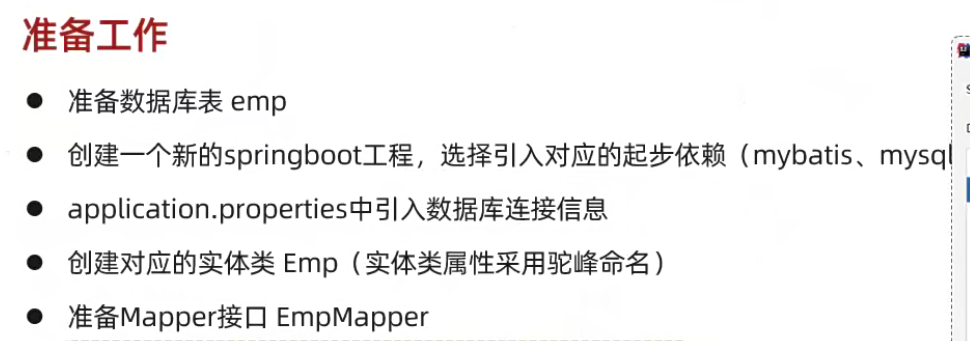 准备工作
● 准备数据库表 emp
● 创建一个新的springboot工程，选择引入对应的起步依赖（mybatis、mysql
● application.properties中引入数据库连接信息
● 创建对应的实体类 Emp（实体类属性采用驼峰命名）
● 准备Mapper接口 EmpMapper